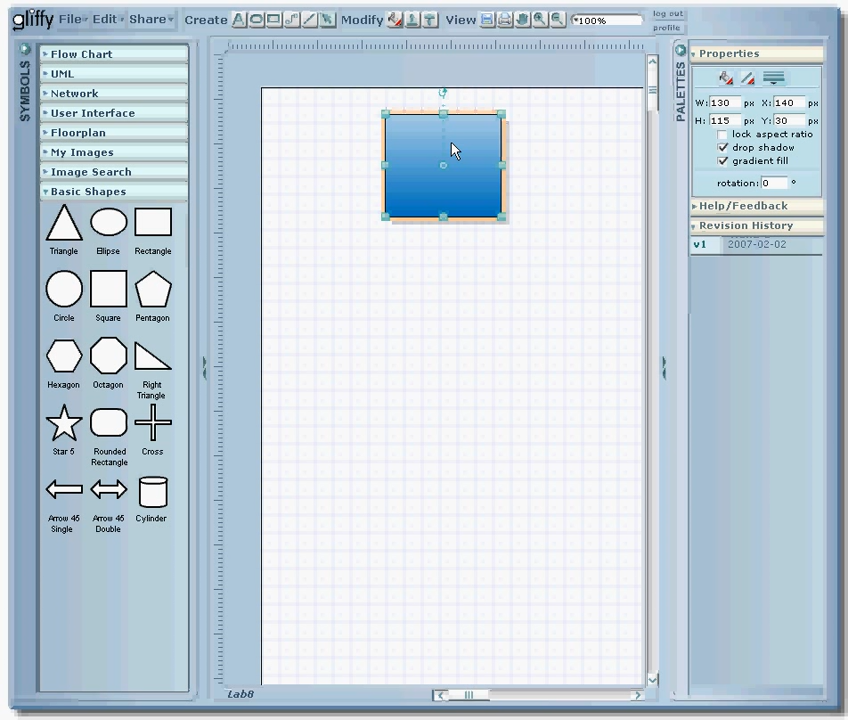 gliffy File Edit Share Create Modify View *100% log out
profile
SYMBOLS
Flow Chart
UML
Network
User Interface
Floorplan
My Images
Image Search
Basic Shapes
Triangle Ellipse Rectangle
Circle Square Pentagon
Hexagon Octagon Right
Triangle
Star 5 Rounded
Rectangle Cross
Arrow 45
Single Arrow 45
Double Cylinder
Lab8
PALETTES
Properties
W: 130 px X: 140 px
H: 115 px Y: 30 px
lock aspect ratio
drop shadow
gradient fill
rotation: 0 °
Help/Feedback
Revision History
v1 2007-02-02